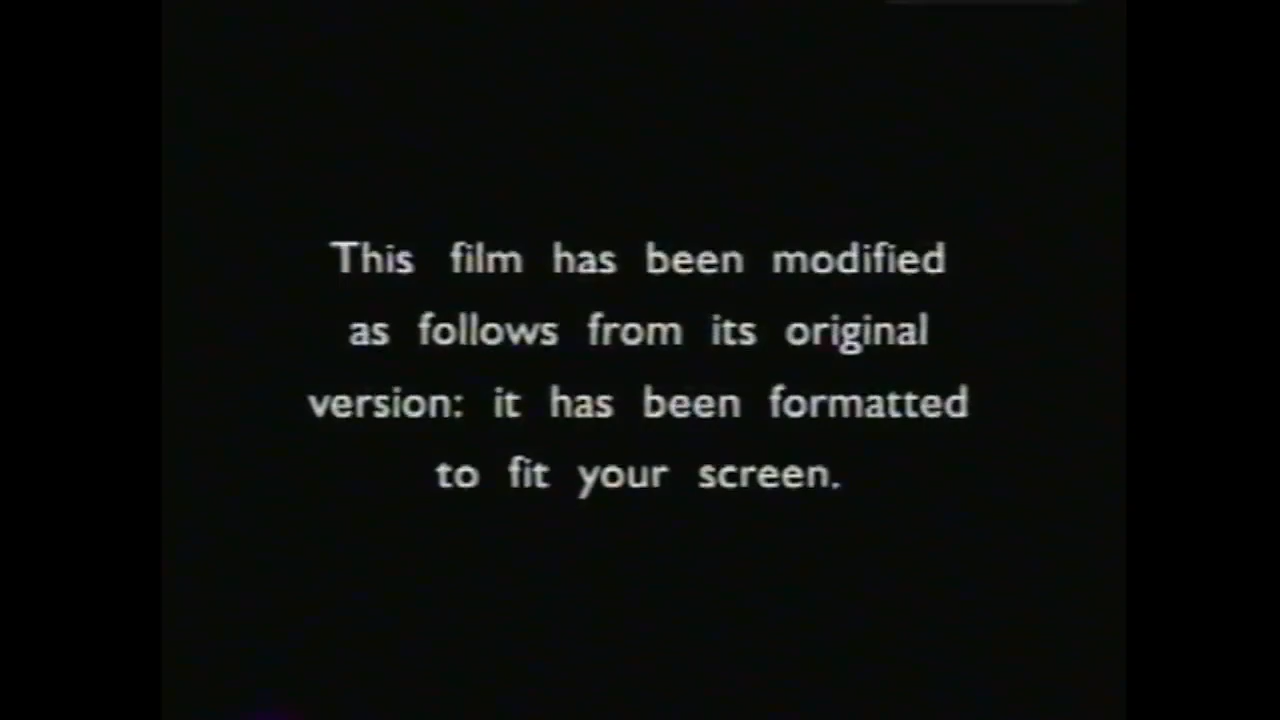 This film has been modified
as follows from its original
version: it has been formatted
to fit your screen.